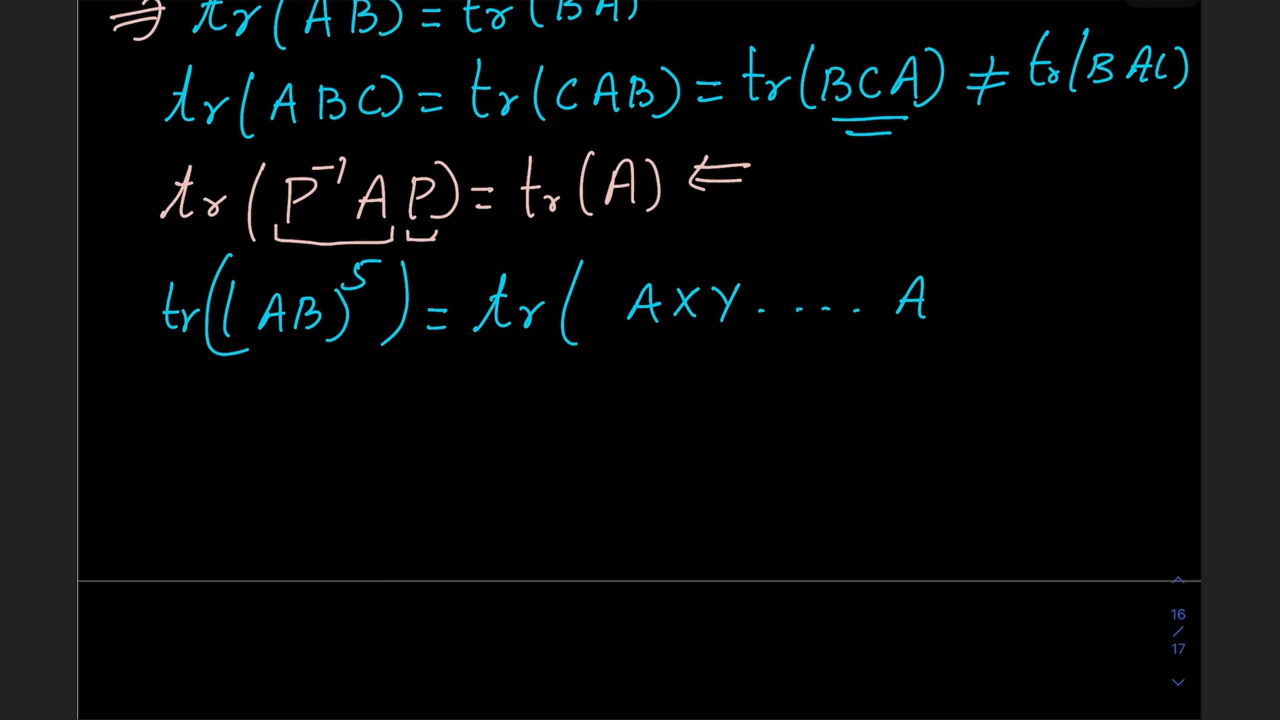 ⇒ tr(AB) = tr(BA)
tr(ABC) = tr(CAB) = tr(BCA) ≠ tr(BAC)
tr(P⁻¹AP) = tr(A) ⇐
tr((AB)⁵) = tr( AXY.... A
16
/
17